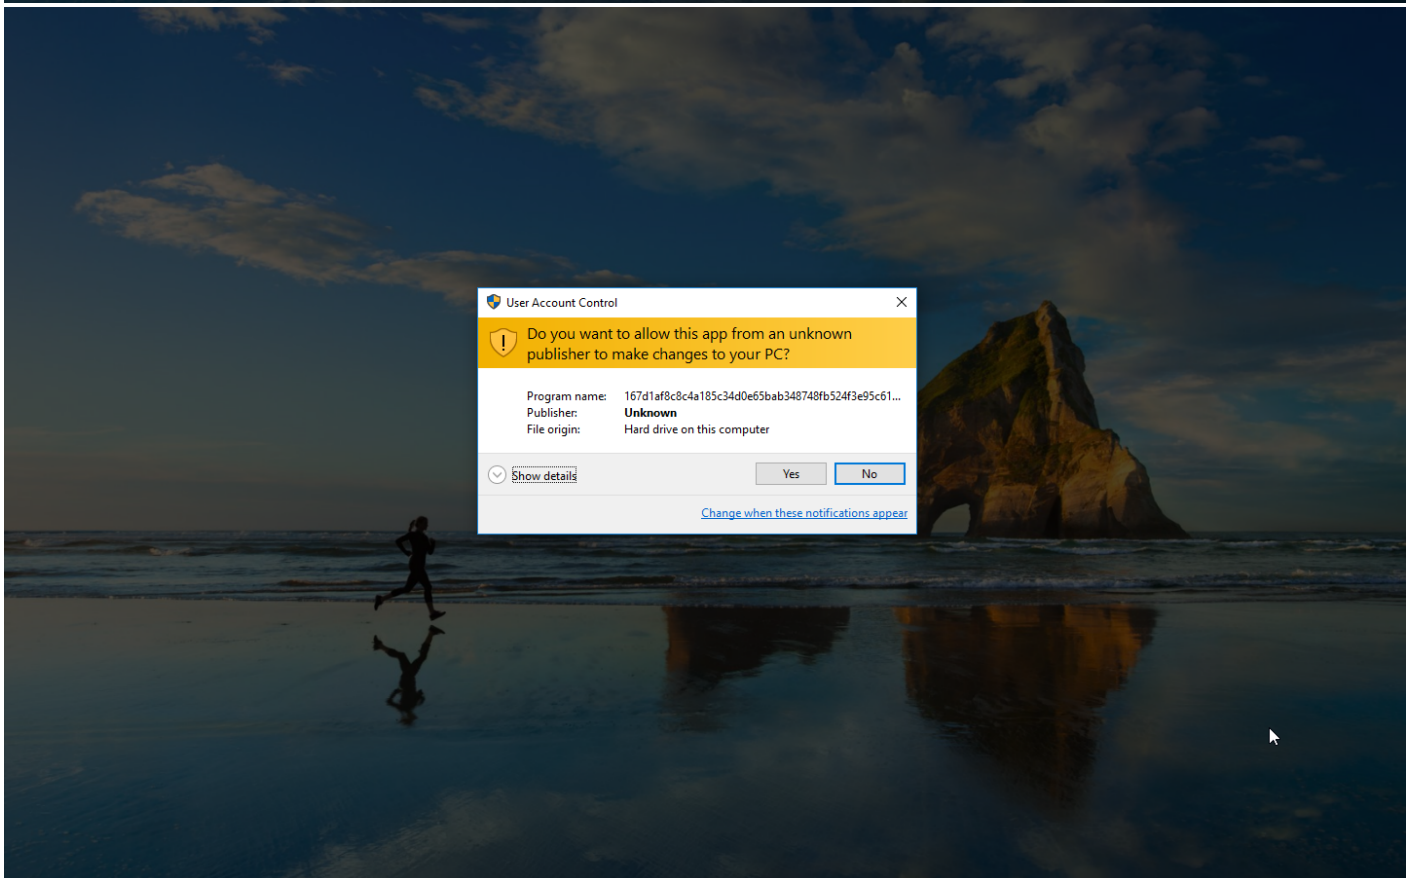 User Account Control
Do you want to allow this app from an unknown
publisher to make changes to your PC?
Program name: 167d1af8c8c4a185c34d0e65bab348748fb524f3e95c61...
Publisher: Unknown
File origin: Hard drive on this computer
Show details Yes No
Change when these notifications appear